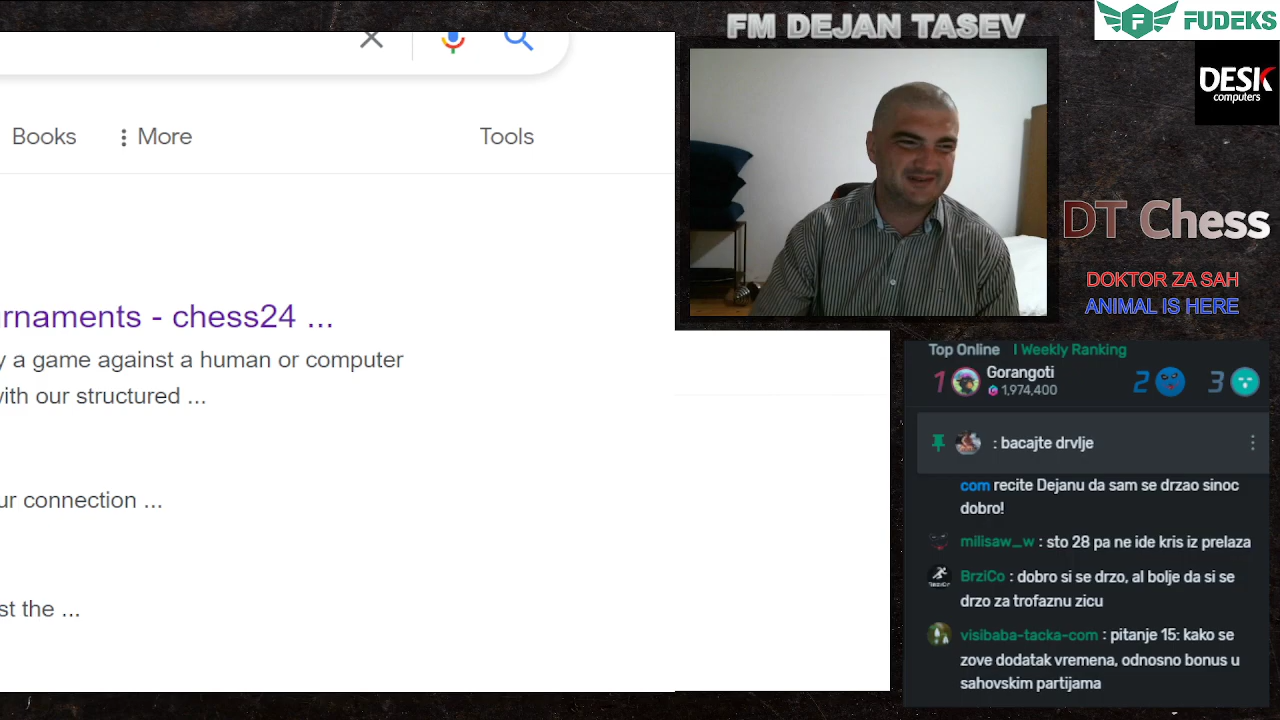 FM DEJAN TASEV
FUDEKS
DESK
computers
Books
More
Tools
DT Chess
DOKTOR ZA SAH
ANIMAL IS HERE
rnaments - chess24 ...
y a game against a human or computer
vith our structured ...
ur connection ...
st the ...
Top Online | Weekly Ranking
1 Gorangoti 2 3
1,974,400
: bacajte drvlje
com recite Dejanu da sam se drzao sinoc
dobro!
milisaw_w : sto 28 pa ne ide kris iz prelaza
BrziCo : dobro si se drzo, al bolje da si se
drzo za trofaznu zicu
visibaba-tacka-com : pitanje 15: kako se
zove dodatak vremena, odnosno bonus u
sahovskim partijama